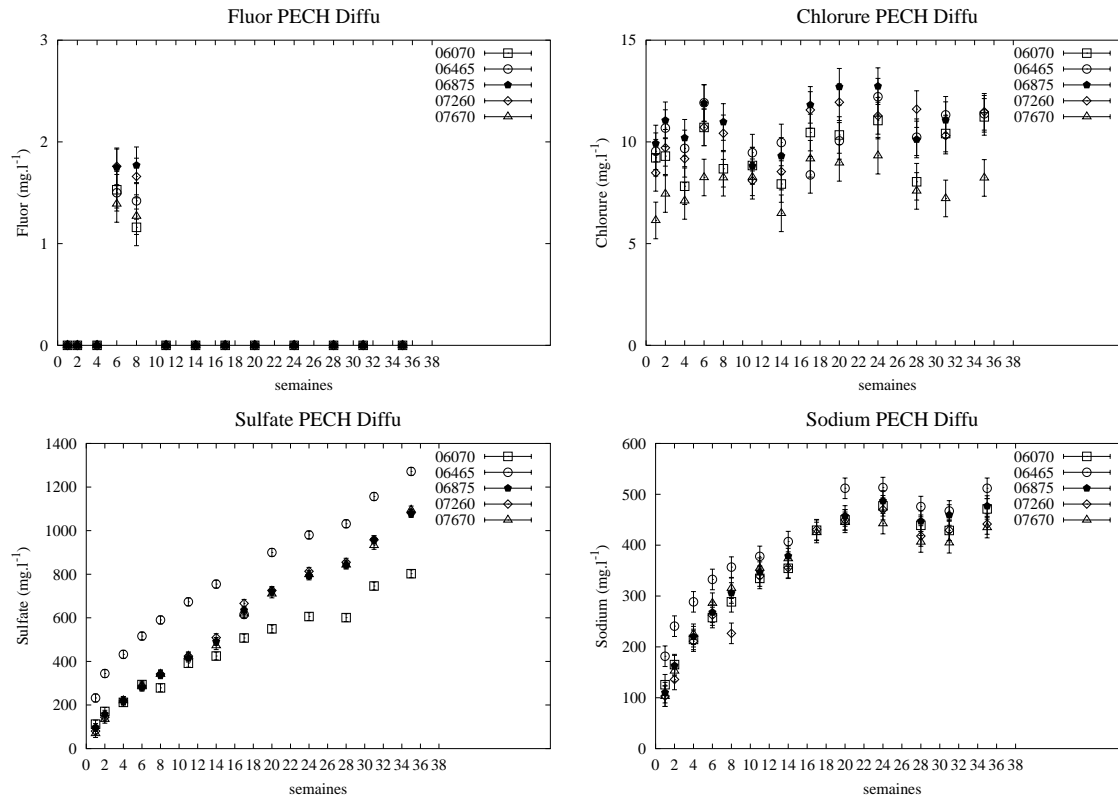 Fluor PECH Diffu
3
2
1
0
Fluor (mg.l-1)
06070
06465
06875
07260
07670
0 2 4 6 8 10 12 14 16 18 20 22 24 26 28 30 32 34 36 38
semaines
Chlorure PECH Diffu
15
10
5
0
Chlorure (mg.l-1)
06070
06465
06875
07260
07670
0 2 4 6 8 10 12 14 16 18 20 22 24 26 28 30 32 34 36 38
semaines
Sulfate PECH Diffu
1400
1200
1000
800
600
400
200
0
Sulfate (mg.l-1)
06070
06465
06875
07260
07670
0 2 4 6 8 10 12 14 16 18 20 22 24 26 28 30 32 34 36 38
semaines
Sodium PECH Diffu
600
500
400
300
200
100
0
Sodium (mg.l-1)
06070
06465
06875
07260
07670
0 2 4 6 8 10 12 14 16 18 20 22 24 26 28 30 32 34 36 38
semaines